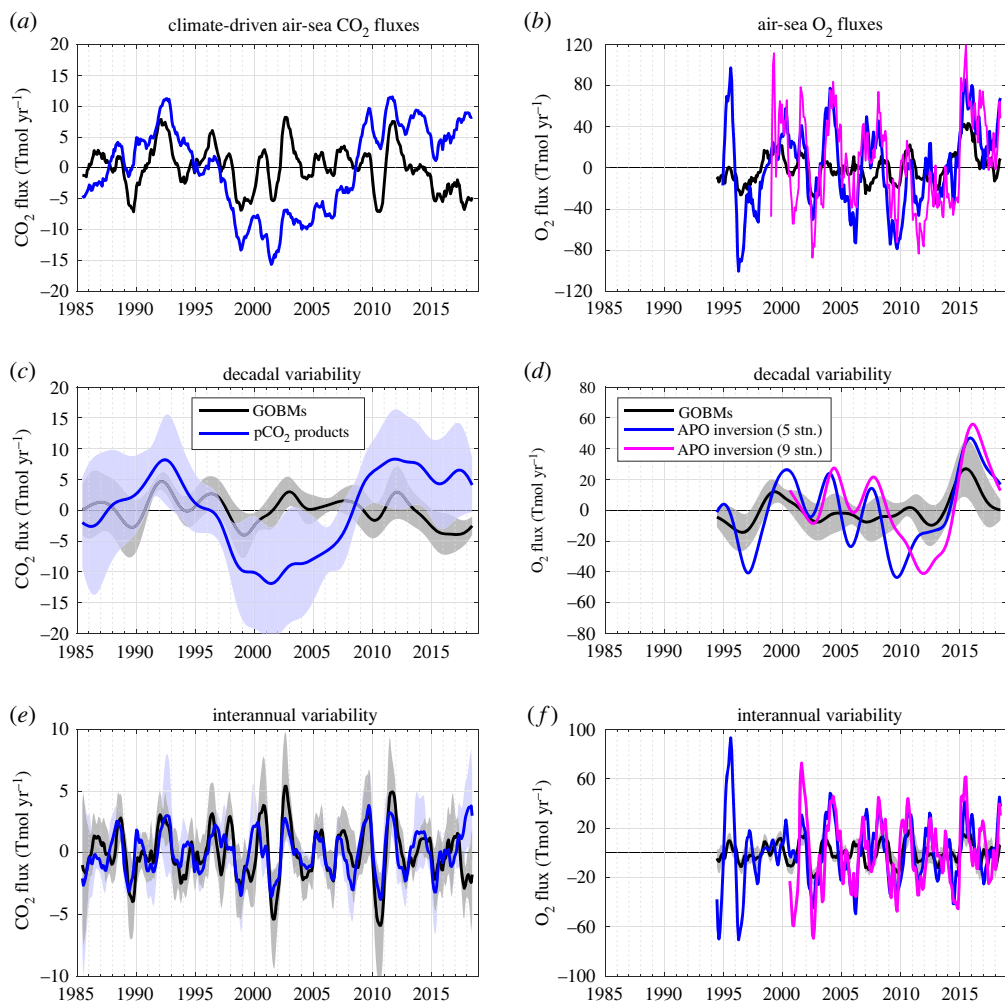 (a) climate-driven air-sea CO2 fluxes
CO2 flux (Tmol yr−1)
20
15
10
5
0
−5
−10
−15
−20
1985 1990 1995 2000 2005 2010 2015
(b) air-sea O2 fluxes
O2 flux (Tmol yr−1)
120
80
40
0
−40
−80
−120
1985 1990 1995 2000 2005 2010 2015
(c) decadal variability
CO2 flux (Tmol yr−1)
20
15
10
5
0
−5
−10
−15
−20
GOBMs
pCO2 products
1985 1990 1995 2000 2005 2010 2015
(d) decadal variability
O2 flux (Tmol yr−1)
80
60
40
20
0
−20
−40
−60
−80
GOBMs
APO inversion (5 stn.)
APO inversion (9 stn.)
1985 1990 1995 2000 2005 2010 2015
(e) interannual variability
CO2 flux (Tmol yr−1)
10
5
0
−5
−10
1985 1990 1995 2000 2005 2010 2015
(f) interannual variability
O2 flux (Tmol yr−1)
100
60
20
−20
−60
−100
1985 1990 1995 2000 2005 2010 2015